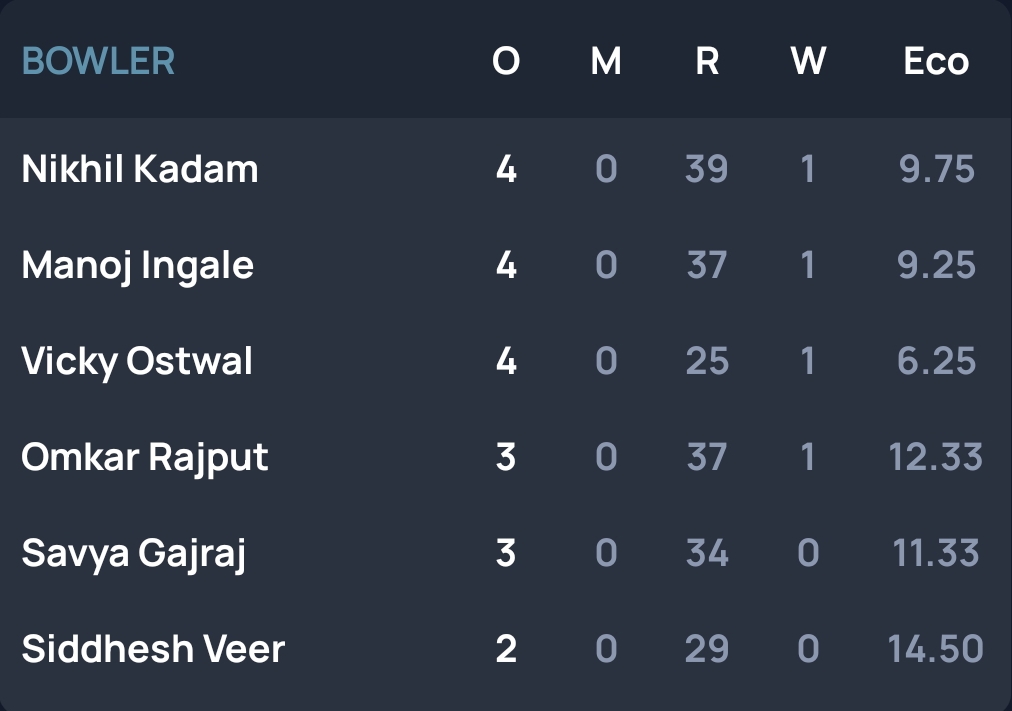 BOWLER O M R W Eco
Nikhil Kadam 4 0 39 1 9.75
Manoj Ingale 4 0 37 1 9.25
Vicky Ostwal 4 0 25 1 6.25
Omkar Rajput 3 0 37 1 12.33
Savya Gajraj 3 0 34 0 11.33
Siddhesh Veer 2 0 29 0 14.50